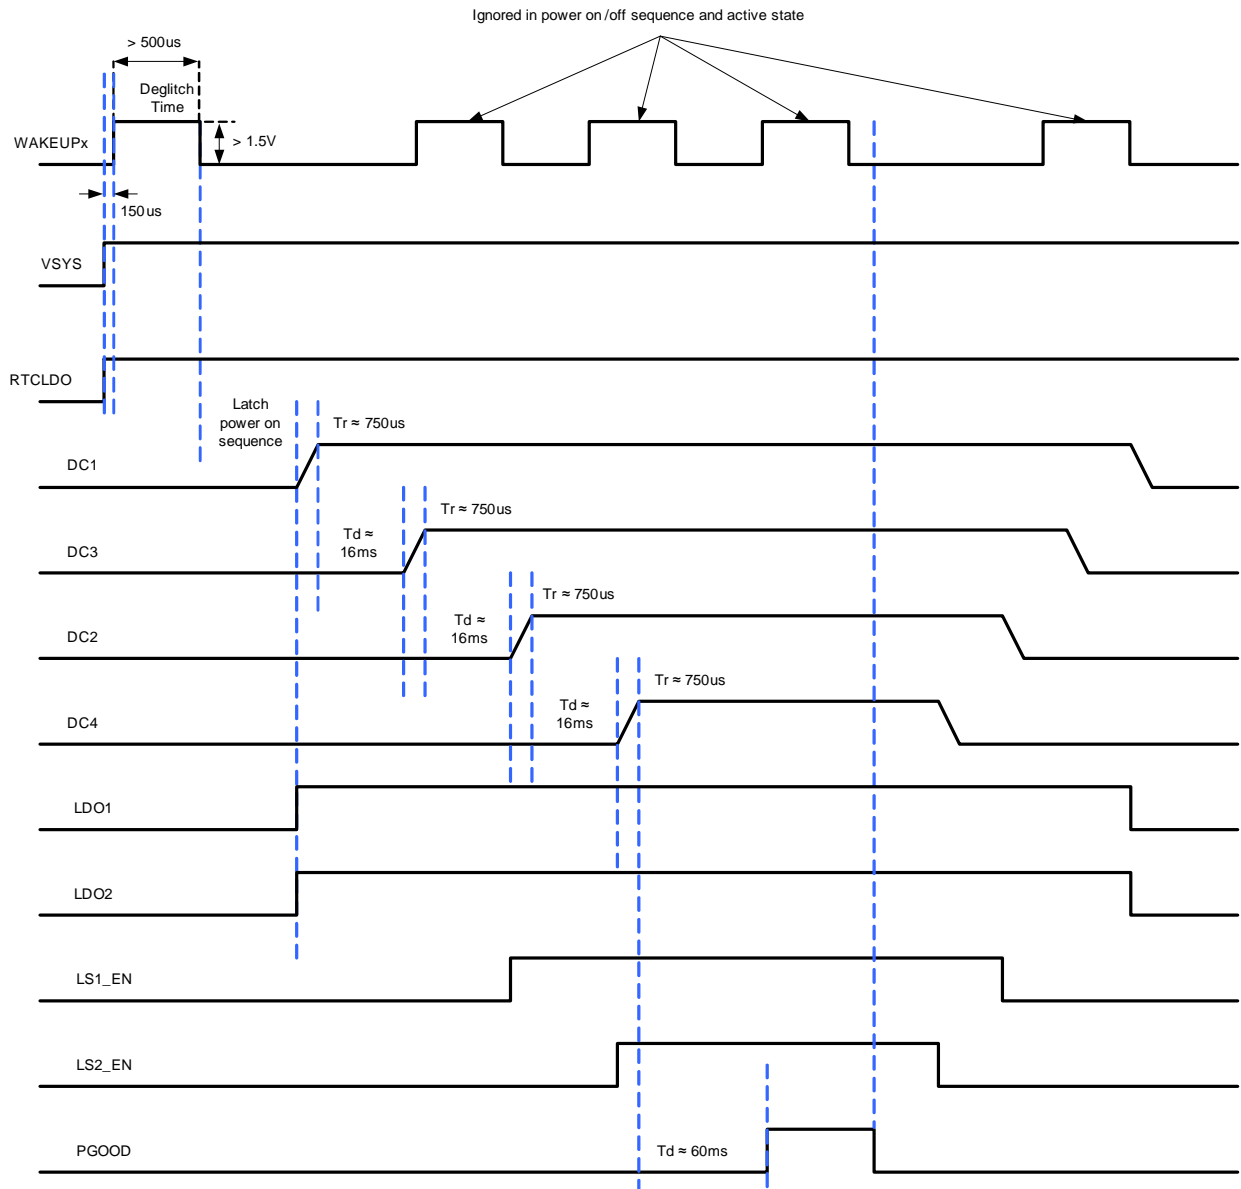 Ignored in power on/off sequence and active state
> 500us
Deglitch
Time
WAKEUPx
> 1.5V
150us
VSYS
RTCLDO
Latch
power on
sequence
Tr ≈ 750us
DC1
Tr ≈ 750us
Td ≈
16ms
DC3
Tr ≈ 750us
Td ≈
16ms
DC2
Tr ≈ 750us
Td ≈
16ms
DC4
LDO1
LDO2
LS1_EN
LS2_EN
PGOOD
Td ≈ 60ms